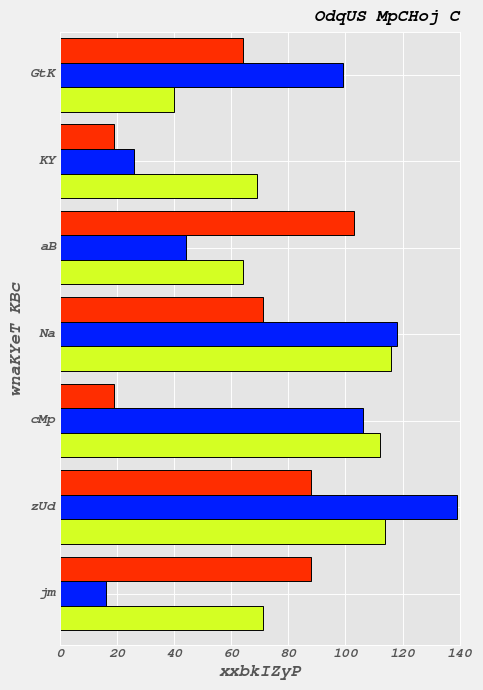 OdqUS MpCHoj C
GtK
KY
aB
Na
cMp
zUd
jm
wnaKYeT KBc
0 20 40 60 80 100 120 140
xxbkIZyP